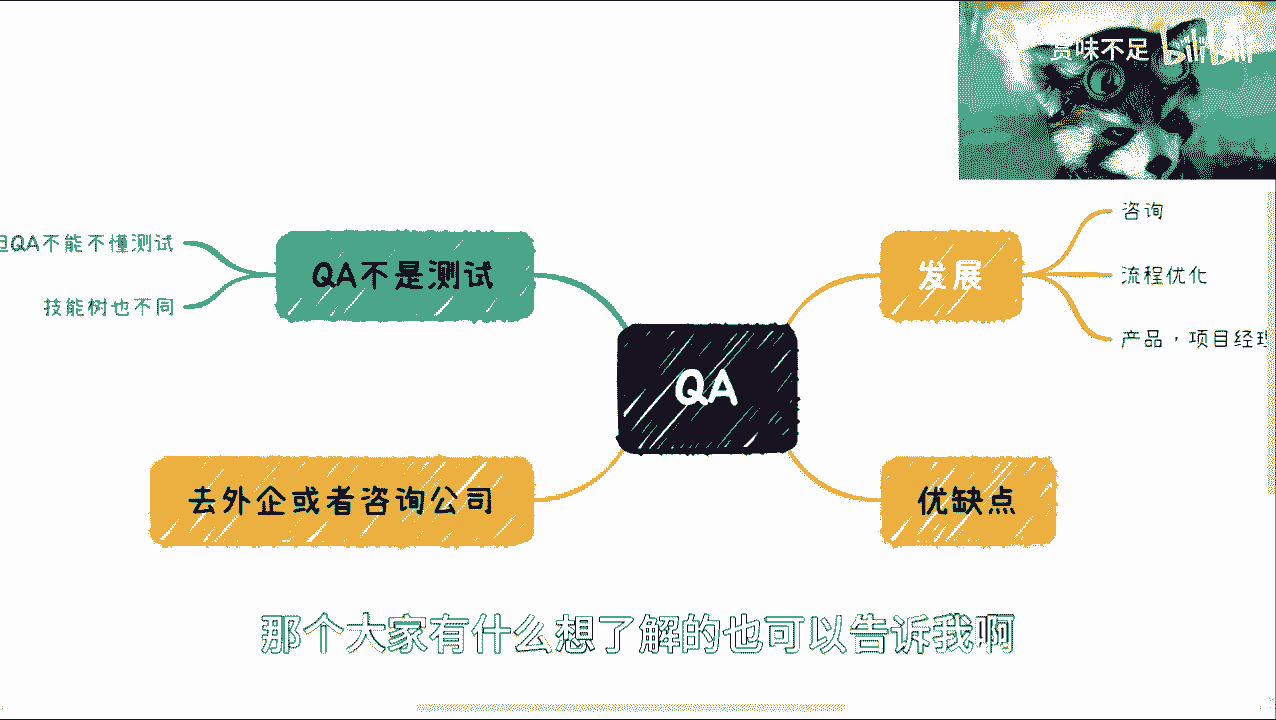 赏味不足 bilibili
咨询
但QA不能不懂测试
QA不是测试
发展
流程优化
技能树也不同
产品，项目经理
QA
去外企或者咨询公司
优缺点
那个大家有什么想了解的也可以告诉我啊